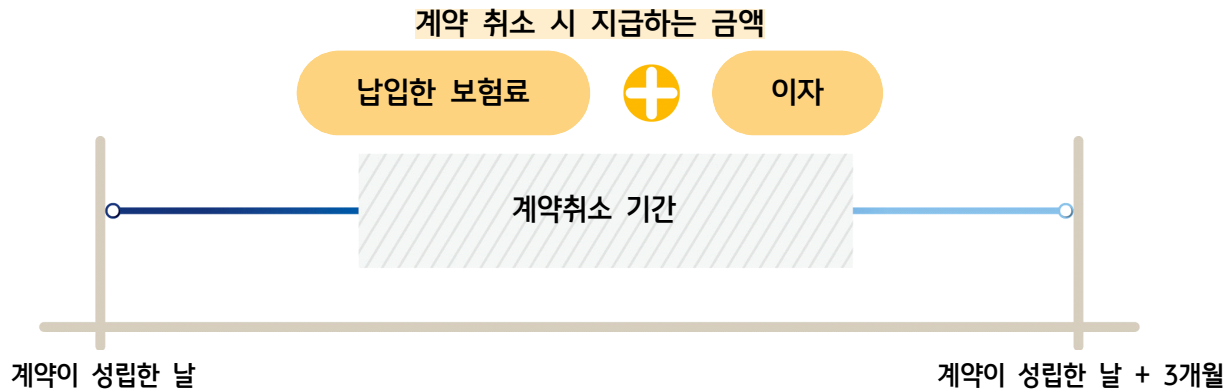 계약 취소 시 지급하는 금액
납입한 보험료
이자
계약취소 기간
계약이 성립한 날
계약이 성립한 날 + 3개월